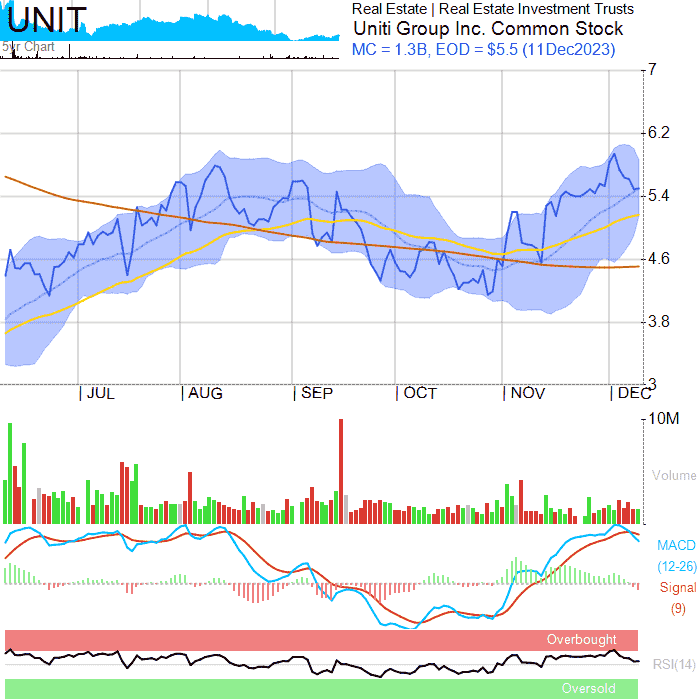 UNIT
5yr Chart
Real Estate | Real Estate Investment Trusts
Uniti Group Inc. Common Stock
MC = 1.3B, EOD = $5.5 (11Dec2023)
7
6.2
5.4
4.6
3.8
3
| JUL
| AUG
| SEP
| OCT
| NOV
| DEC
10M
Volume
MACD
(12-26)
Signal
(9)
Overbought
RSI(14)
Oversold